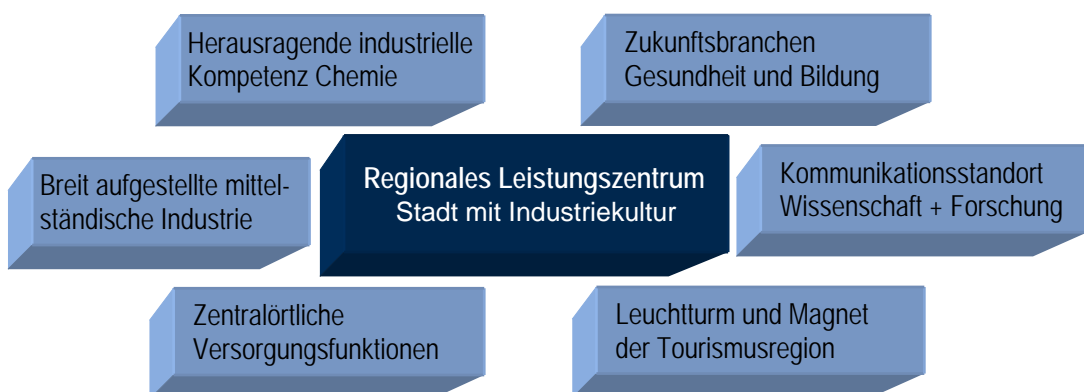 Herausragende industrielle
Kompetenz Chemie
Zukunftsbranchen
Gesundheit und Bildung
Breit aufgestellte mittel-
ständische Industrie
Regionales Leistungszentrum
Stadt mit Industriekultur
Kommunikationsstandort
Wissenschaft + Forschung
Zentralörtliche
Versorgungsfunktionen
Leuchtturm und Magnet
der Tourismusregion